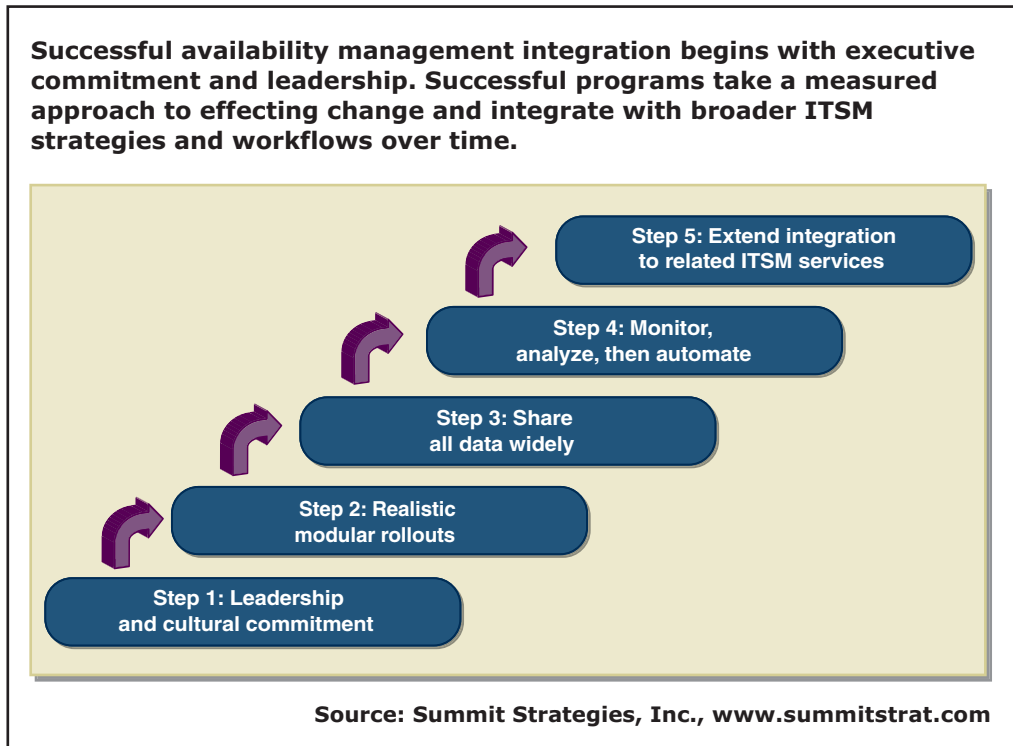 Successful availability management integration begins with executive
commitment and leadership. Successful programs take a measured
approach to effecting change and integrate with broader ITSM
strategies and workflows over time.
Step 5: Extend integration
to related ITSM services
Step 4: Monitor,
analyze, then automate
Step 3: Share
all data widely
Step 2: Realistic
modular rollouts
Step 1: Leadership
and cultural commitment
Source: Summit Strategies, Inc., www.summitstrat.com